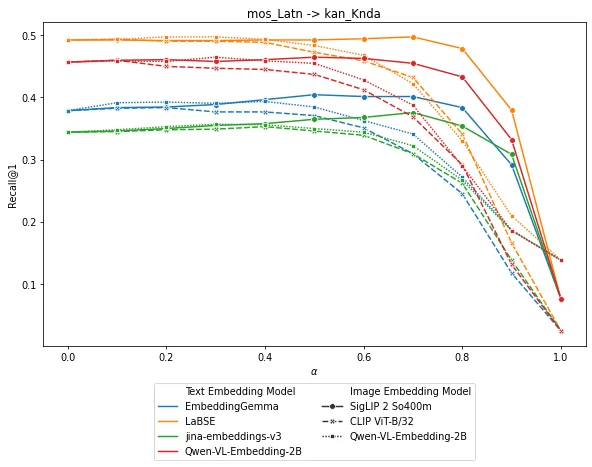 mos_Latn -> kan_Knda
0.5
0.4
0.3
0.2
0.1
Recall@1
0.0 0.2 0.4 0.6 0.8 1.0
α
Text Embedding Model Image Embedding Model
EmbeddingGemma SigLIP 2 So400m
LaBSE CLIP ViT-B/32
jina-embeddings-v3 Qwen-VL-Embedding-2B
Qwen-VL-Embedding-2B